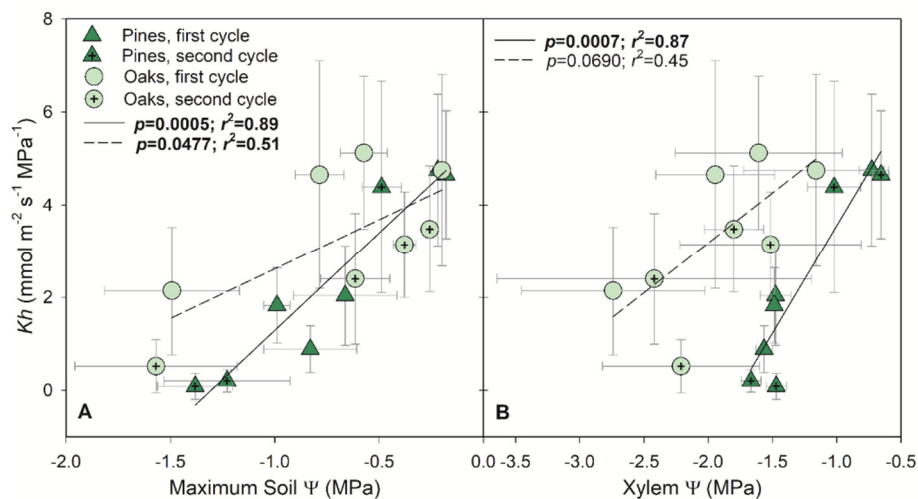 8
6
4
2
0
Kh (mmol m⁻² s⁻¹ MPa⁻¹)
Pines, first cycle
Pines, second cycle
Oaks, first cycle
Oaks, second cycle
p=0.0005; r²=0.89
p=0.0477; r²=0.51
A
-2.0 -1.5 -1.0 -0.5 0.0
Maximum Soil Ψ (MPa)
p=0.0007; r²=0.87
p=0.0690; r²=0.45
B
-3.5 -3.0 -2.5 -2.0 -1.5 -1.0 -0.5
Xylem Ψ (MPa)